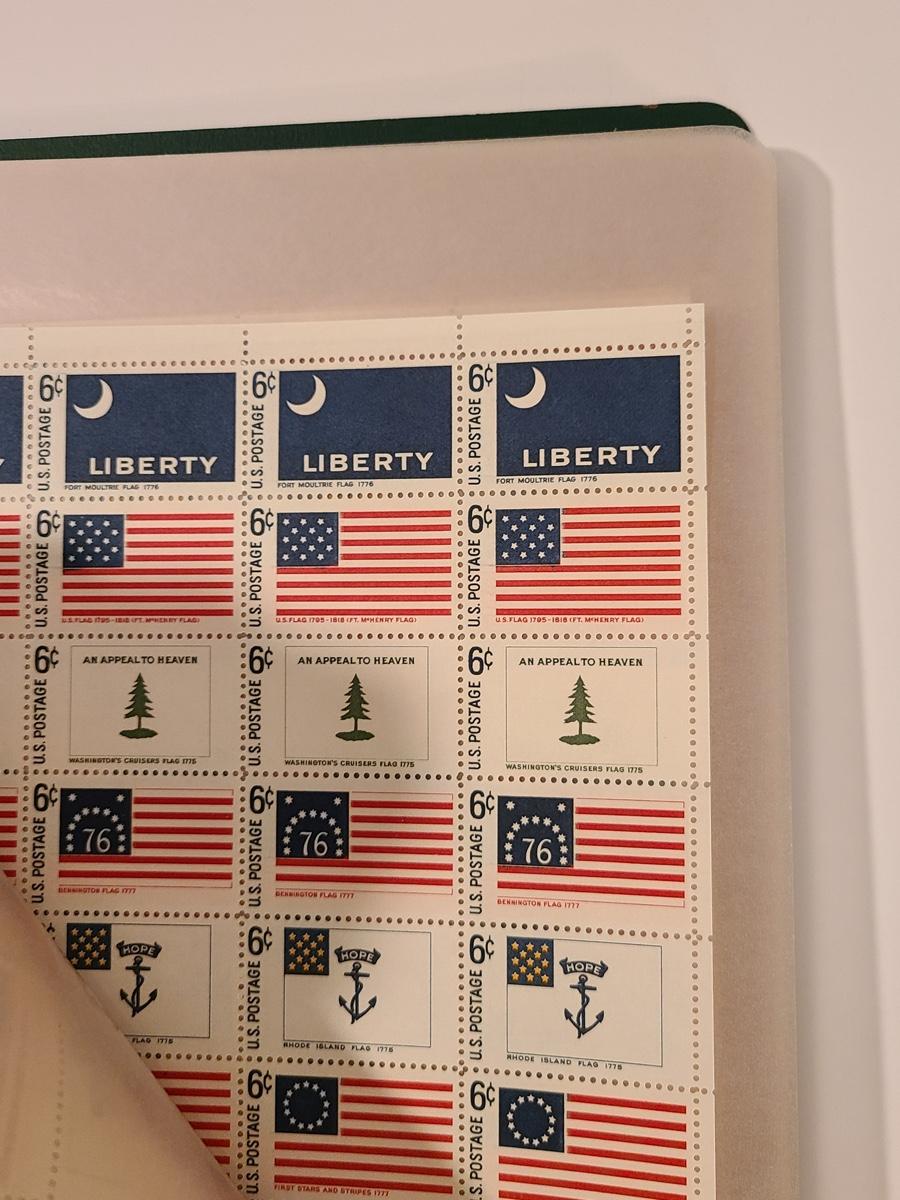 6¢ 6¢ 6¢
U.S. POSTAGE U.S. POSTAGE U.S. POSTAGE
LIBERTY LIBERTY LIBERTY
FORT MOULTRIE FLAG 1776 FORT MOULTRIE FLAG 1776 FORT MOULTRIE FLAG 1776
6¢ 6¢ 6¢
U.S. POSTAGE U.S. POSTAGE U.S. POSTAGE
U.S. FLAG 1795-1818 (FT. McHENRY FLAG) U.S. FLAG 1795-1818 (FT. McHENRY FLAG) U.S. FLAG 1795-1818 (FT. McHENRY FLAG)
6¢ 6¢ 6¢
U.S. POSTAGE U.S. POSTAGE U.S. POSTAGE
AN APPEAL TO HEAVEN AN APPEAL TO HEAVEN AN APPEAL TO HEAVEN
WASHINGTON'S CRUISERS FLAG 1775 WASHINGTON'S CRUISERS FLAG 1775 WASHINGTON'S CRUISERS FLAG 1775
6¢ 6¢ 6¢
U.S. POSTAGE U.S. POSTAGE U.S. POSTAGE
76 76 76
BENNINGTON FLAG 1777 BENNINGTON FLAG 1777 BENNINGTON FLAG 1777
6¢ 6¢
U.S. POSTAGE U.S. POSTAGE
HOPE HOPE HOPE
FLAG 1775 RHODE ISLAND FLAG 1775 RHODE ISLAND FLAG 1775
6¢ 6¢
U.S. POSTAGE U.S. POSTAGE
FIRST STARS AND STRIPES 1777